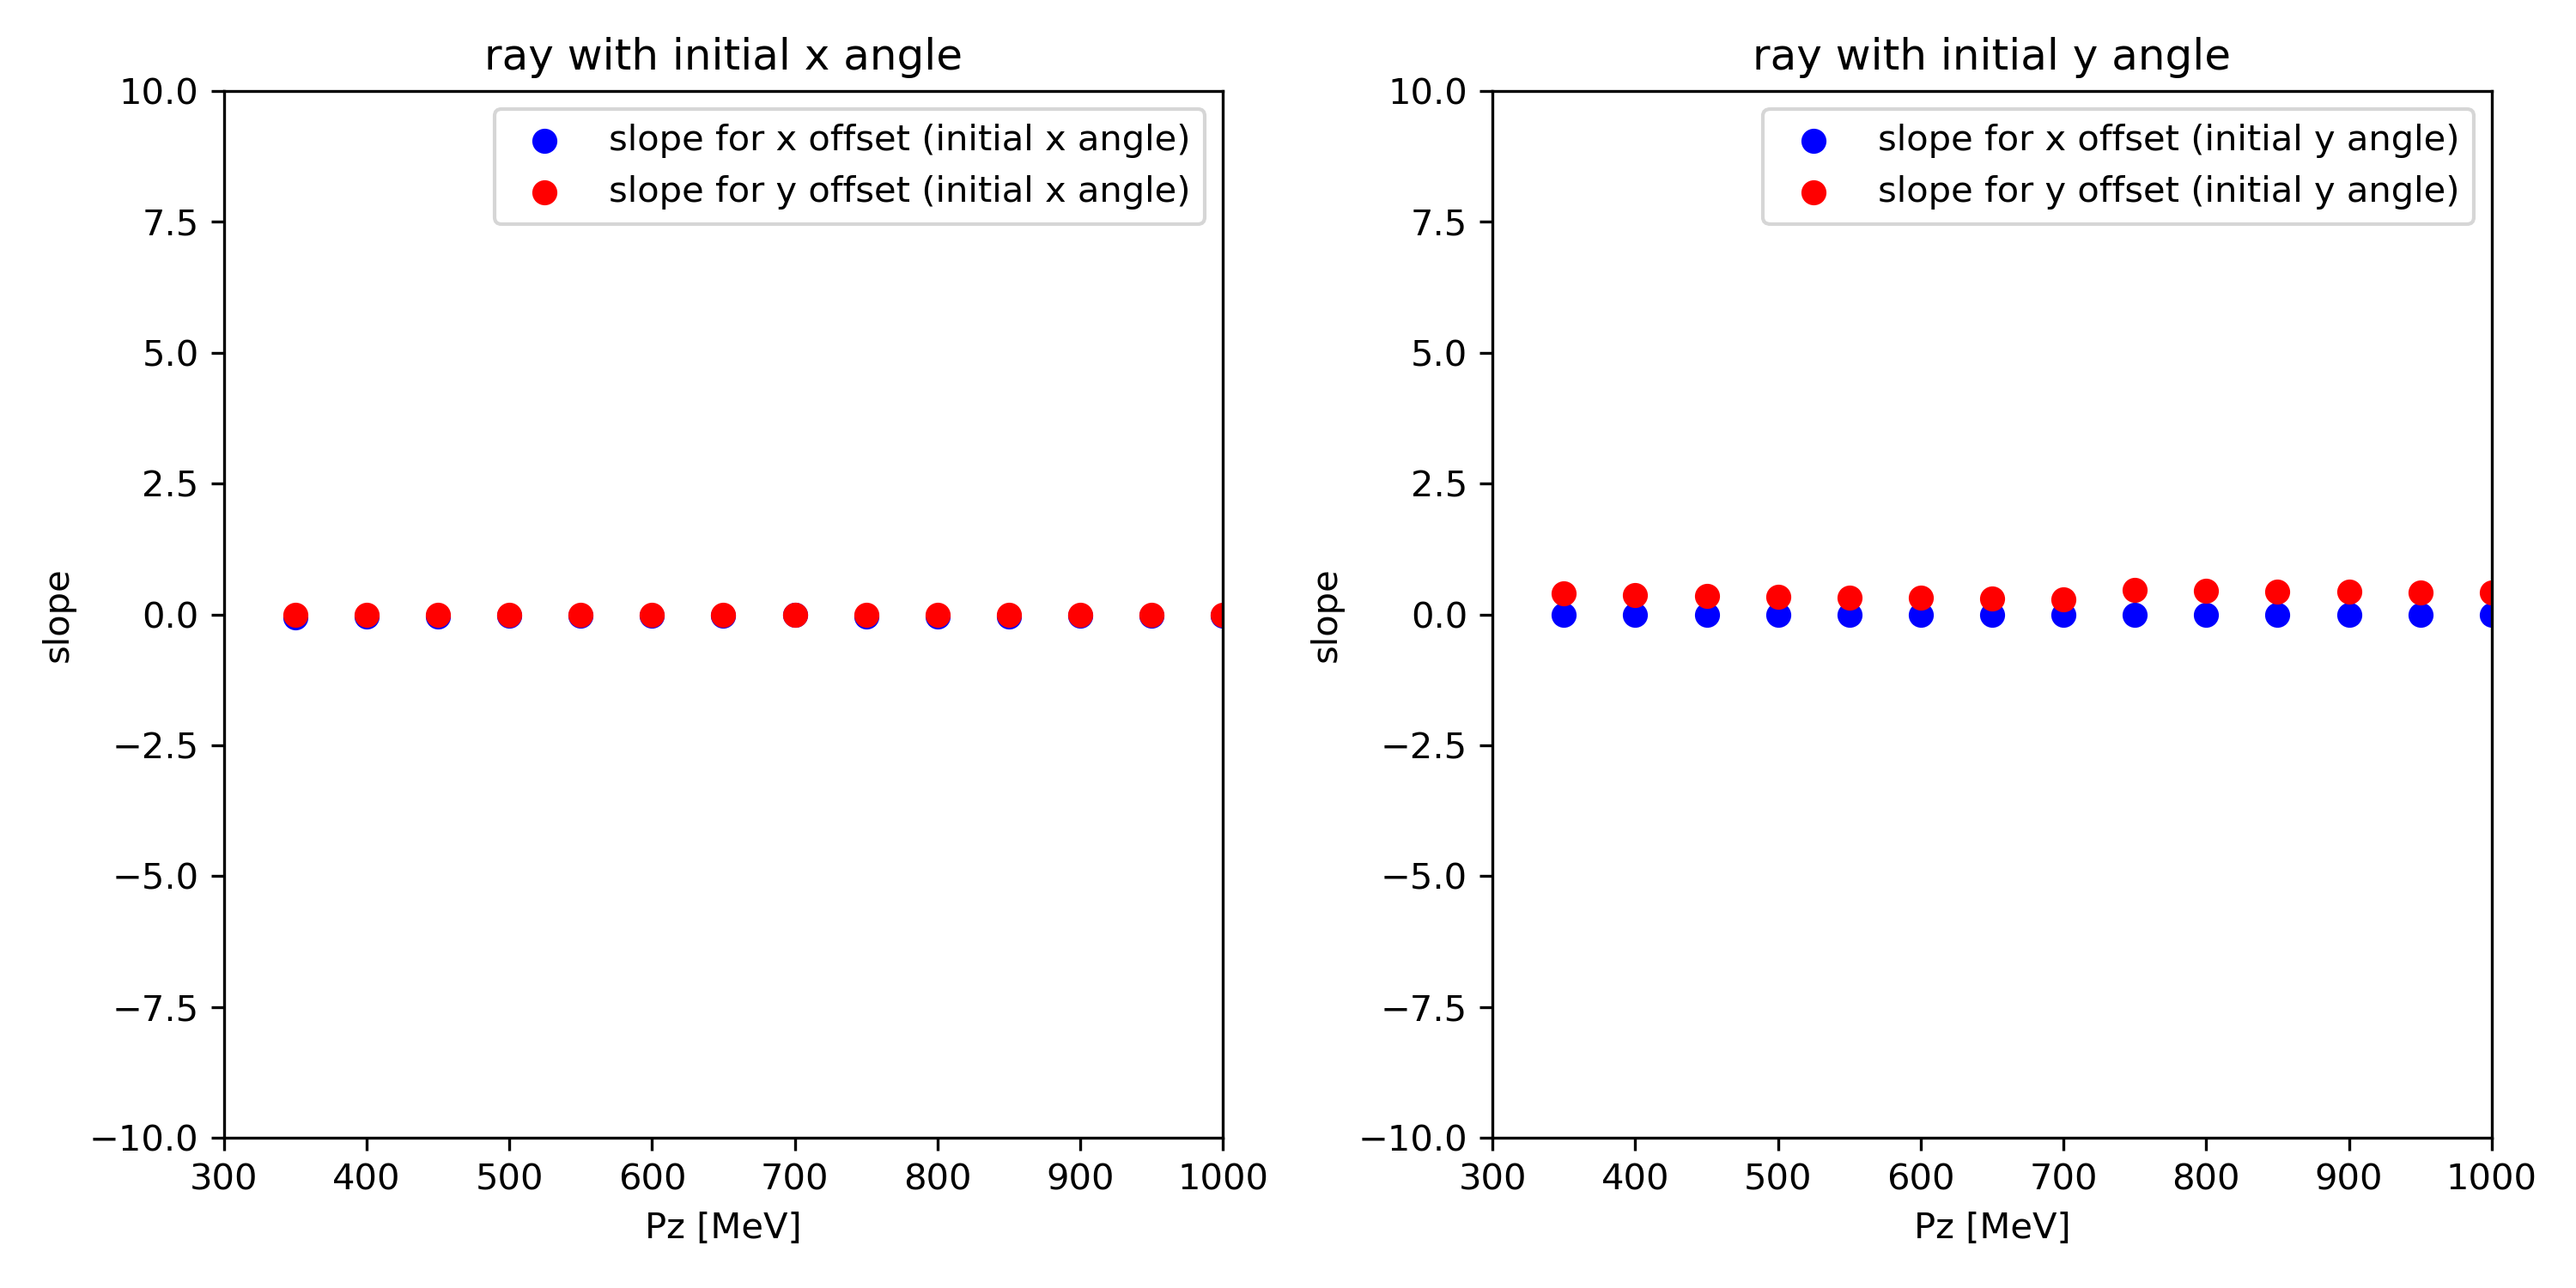 ray with initial x angle
slope for x offset (initial x angle)
slope for y offset (initial x angle)
10.0
7.5
5.0
2.5
0.0
−2.5
−5.0
−7.5
−10.0
slope
300 400 500 600 700 800 900 1000
Pz [MeV]
ray with initial y angle
slope for x offset (initial y angle)
slope for y offset (initial y angle)
10.0
7.5
5.0
2.5
0.0
−2.5
−5.0
−7.5
−10.0
slope
300 400 500 600 700 800 900 1000
Pz [MeV]